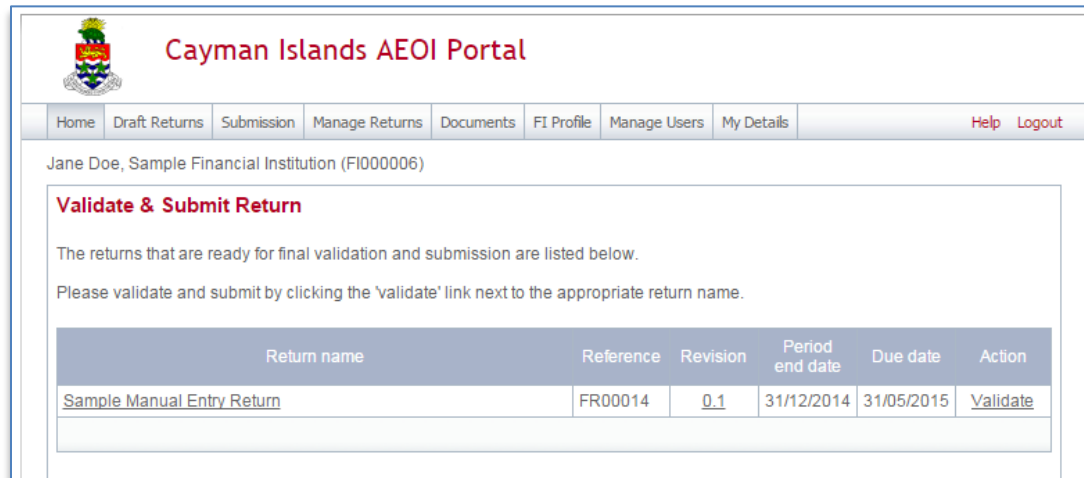 Cayman Islands AEOI Portal
Home Draft Returns Submission Manage Returns Documents FI Profile Manage Users My Details Help Logout
Jane Doe, Sample Financial Institution (FI000006)
Validate & Submit Return
The returns that are ready for final validation and submission are listed below.
Please validate and submit by clicking the 'validate' link next to the appropriate return name.
Return name Reference Revision Period end date Due date Action
Sample Manual Entry Return FR00014 0.1 31/12/2014 31/05/2015 Validate